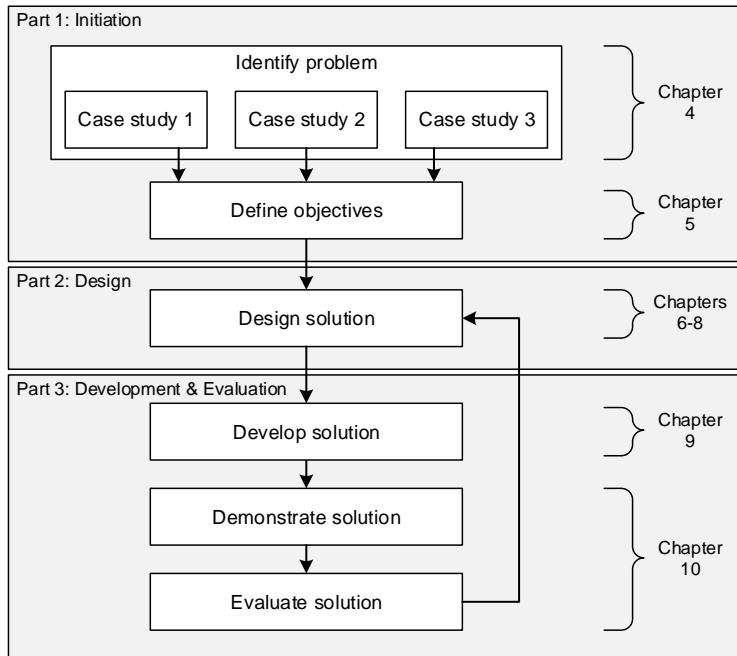 Part 1: Initiation
Identify problem
Case study 1
Case study 2
Case study 3
Chapter
4
Define objectives
Chapter
5
Part 2: Design
Design solution
Chapters
6-8
Part 3: Development & Evaluation
Develop solution
Chapter
9
Demonstrate solution
Evaluate solution
Chapter
10